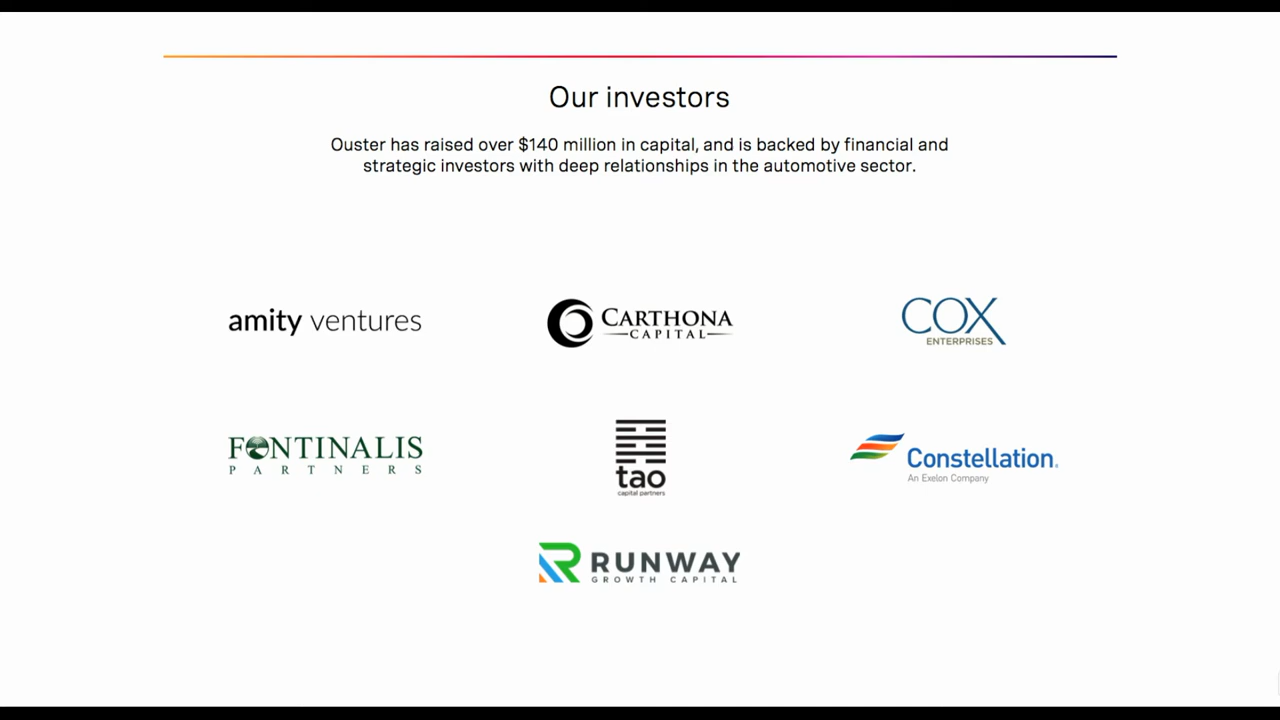 Our investors
Ouster has raised over $140 million in capital, and is backed by financial and
strategic investors with deep relationships in the automotive sector.
amity ventures
CARTHONA
CAPITAL
COX
ENTERPRISES
FONTINALIS
PARTNERS
tao
capital partners
Constellation®
An Exelon Company
RUNWAY
GROWTH CAPITAL